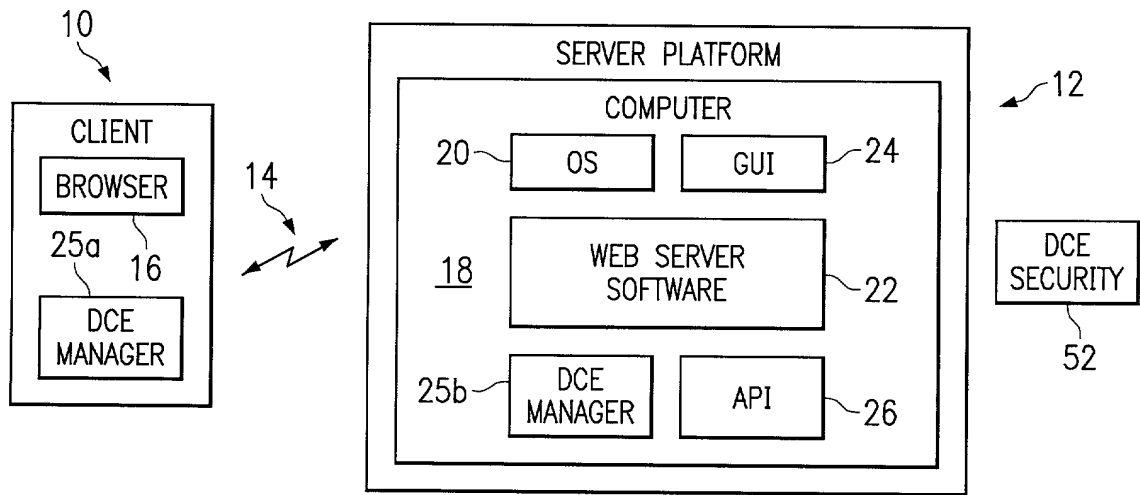 10
CLIENT
BROWSER
16
25a
DCE
MANAGER
14
SERVER PLATFORM
12
COMPUTER
20
OS
GUI
24
18
WEB SERVER
SOFTWARE
22
25b
DCE
MANAGER
API
26
DCE
SECURITY
52